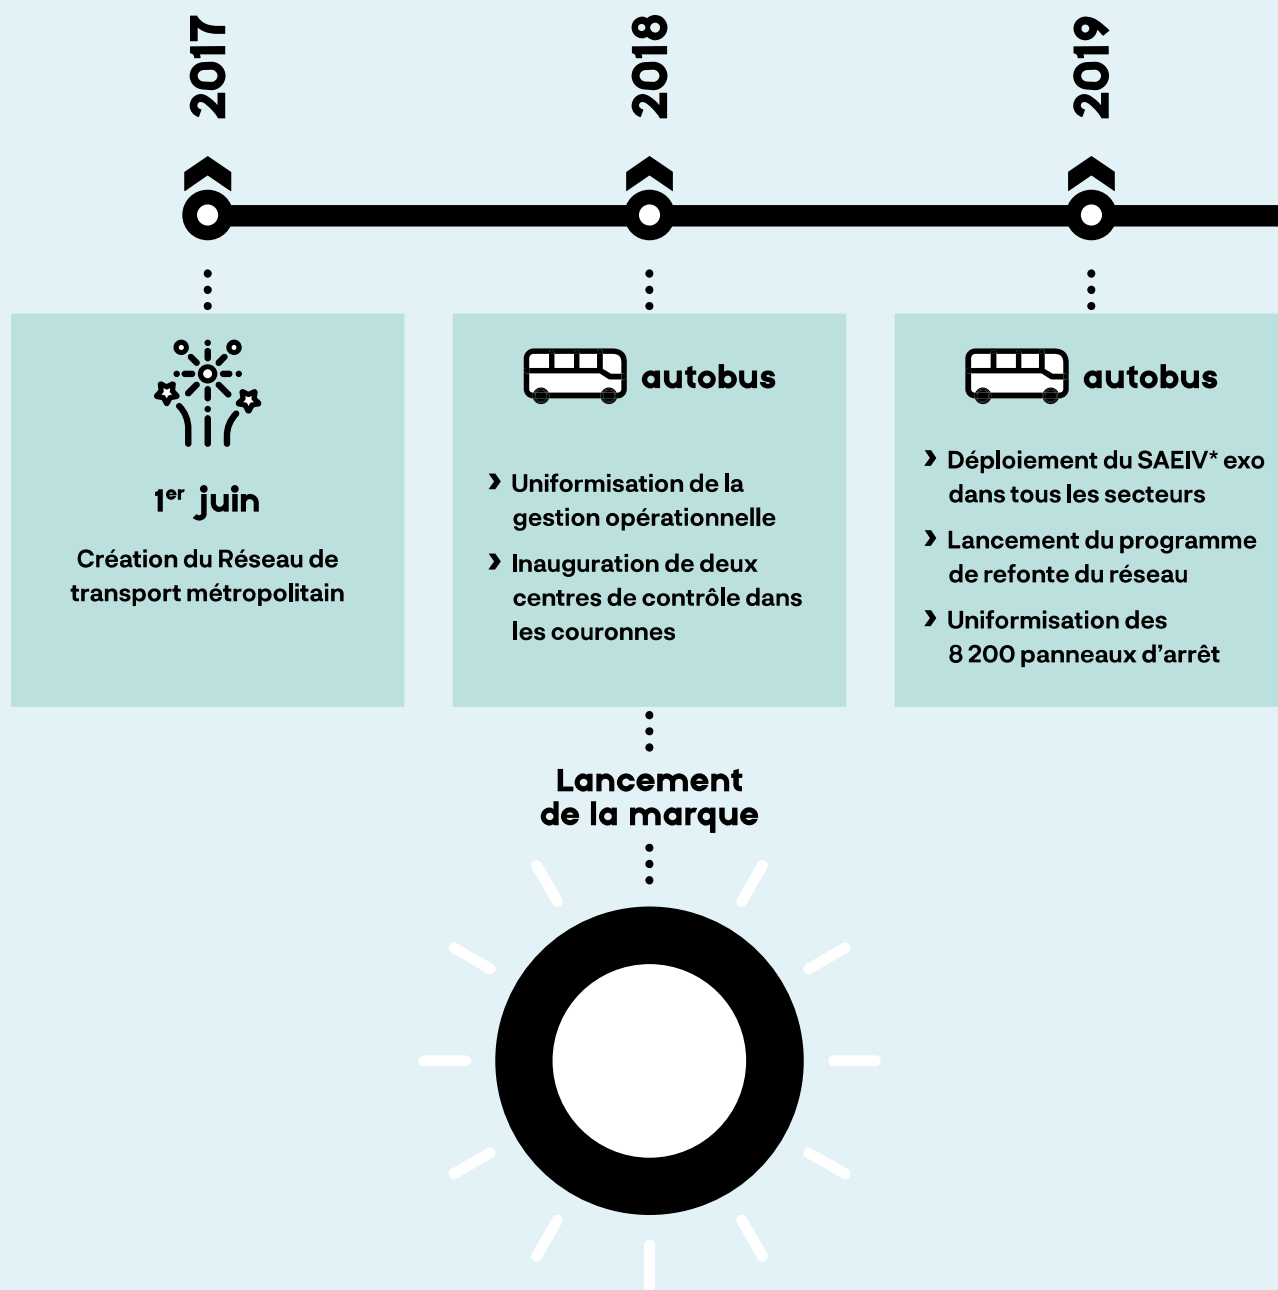 2017
2018
2019
1er juin
Création du Réseau de
transport métropolitain
autobus
› Uniformisation de la
gestion opérationnelle
› Inauguration de deux
centres de contrôle dans
les couronnes
autobus
› Déploiement du SAEIV* exo
dans tous les secteurs
› Lancement du programme
de refonte du réseau
› Uniformisation des
8 200 panneaux d’arrêt
Lancement
de la marque